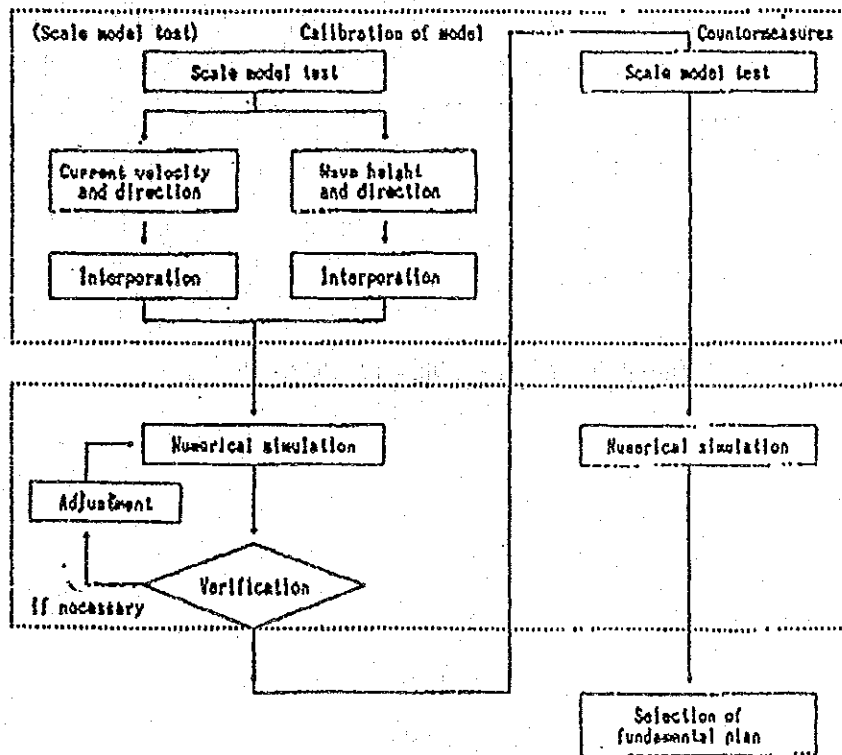 (Scale model test)
Calibration of model
Countermeasures
Scale model test
Scale model test
Current velocity
and direction
Wave height
and direction
Interporation
Interporation
Numerical simulation
Numerical simulation
Adjustment
Verification
If necessary
Selection of
fundamental plan